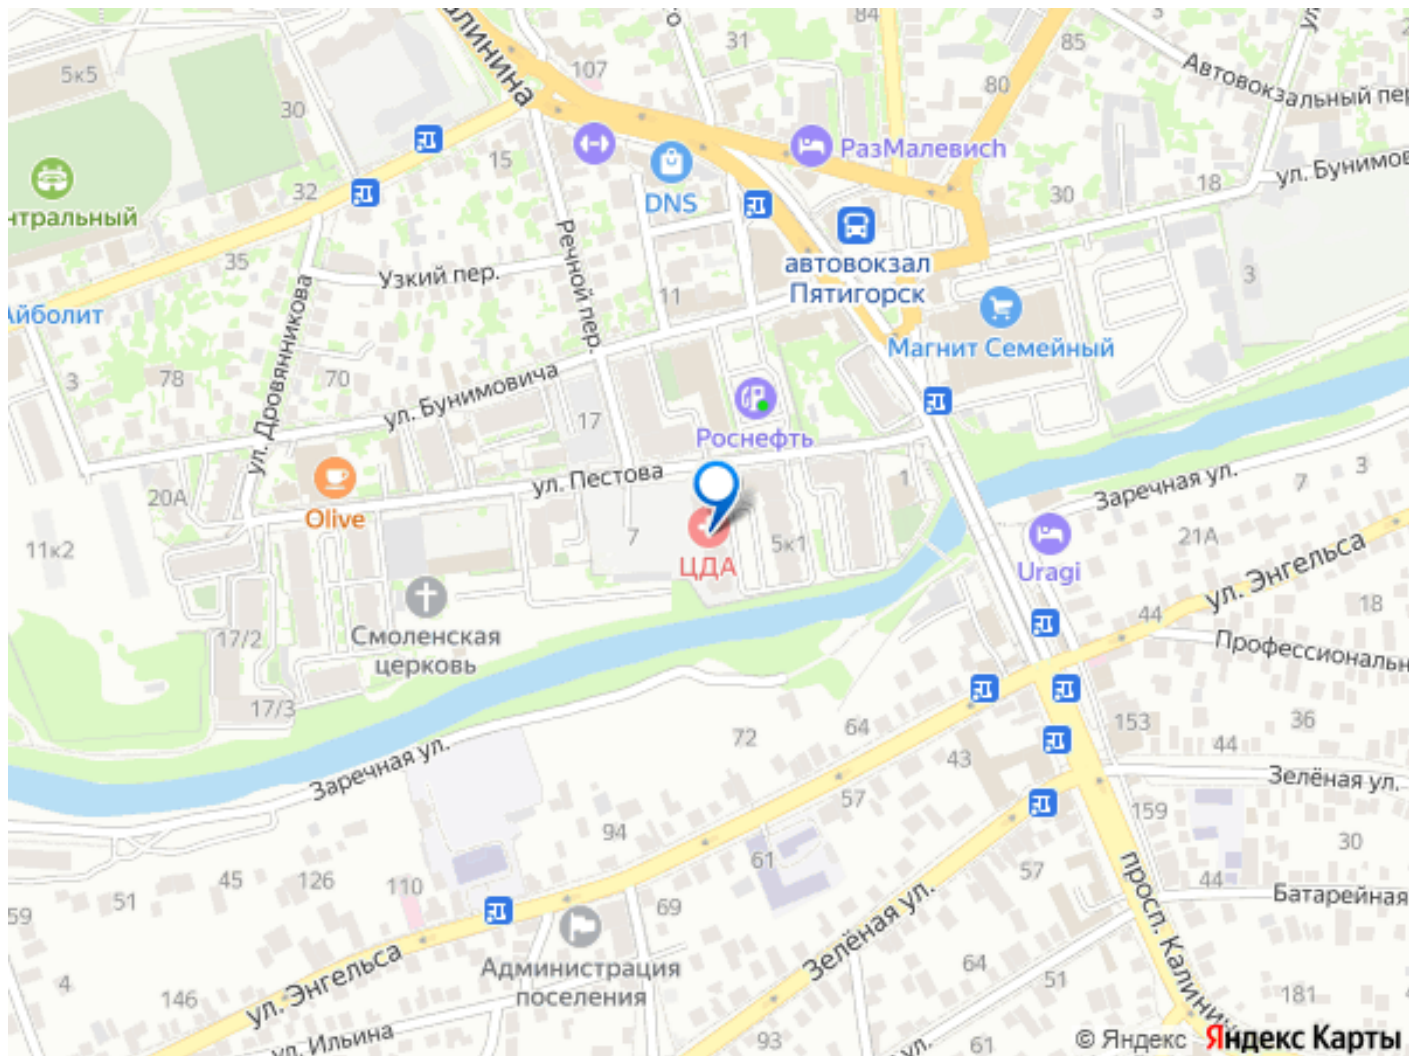 84
3
31
85
5к5
107
80
Автовокзальный пер
30
15
РазМалевич
ул. Бунимов
32
18
30
DNS
нтральный
35
Узкий пер.
Речной пер.
автовокзал
Пятигорск
3
11
Айболит
ул. Дровянникова
Магнит Семейный
3
78
70
ул. Бунимовича
17
Роснефть
ул. Пестова
Заречная ул.
7
3
20А
1
Olive
11к2
7
ЦДА
5к1
21А
Uragi
ул. Энгельса
44
18
Смоленская
церковь
17/2
Профессиональн
17/3
72
64
153
36
44
43
Заречная ул.
Зелёная ул.
57
159
94
61
30
57
44
45
126
51
110
59
69
просп. Калинин
Батарейная
Зелёная ул.
Администрация
поселения
ул. Энгельса
64
51
4
146
181
ул. Ильина
93
61
© Яндекс Яндекс Карты